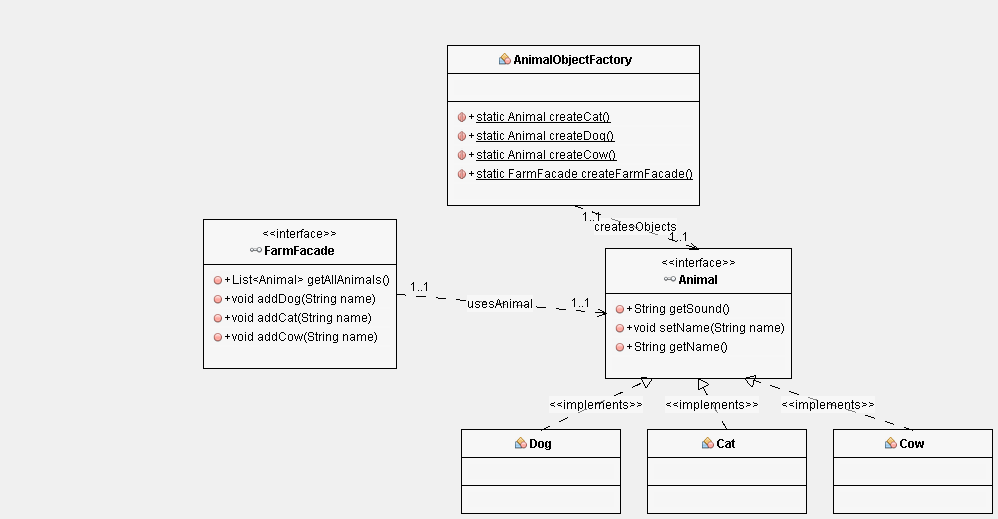 AnimalObjectFactory
+static Animal createCat()
+static Animal createDog()
+static Animal createCow()
+static FarmFacade createFarmFacade()
1..1
createsObjects
1..1
<<interface>>
FarmFacade
+List<Animal> getAllAnimals()
+void addDog(String name)
+void addCat(String name)
+void addCow(String name)
1..1
usesAnimal
1..1
<<interface>>
Animal
+String getSound()
+void setName(String name)
+String getName()
<<implements>>
<<implements>>
<<implements>>
Dog
Cat
Cow